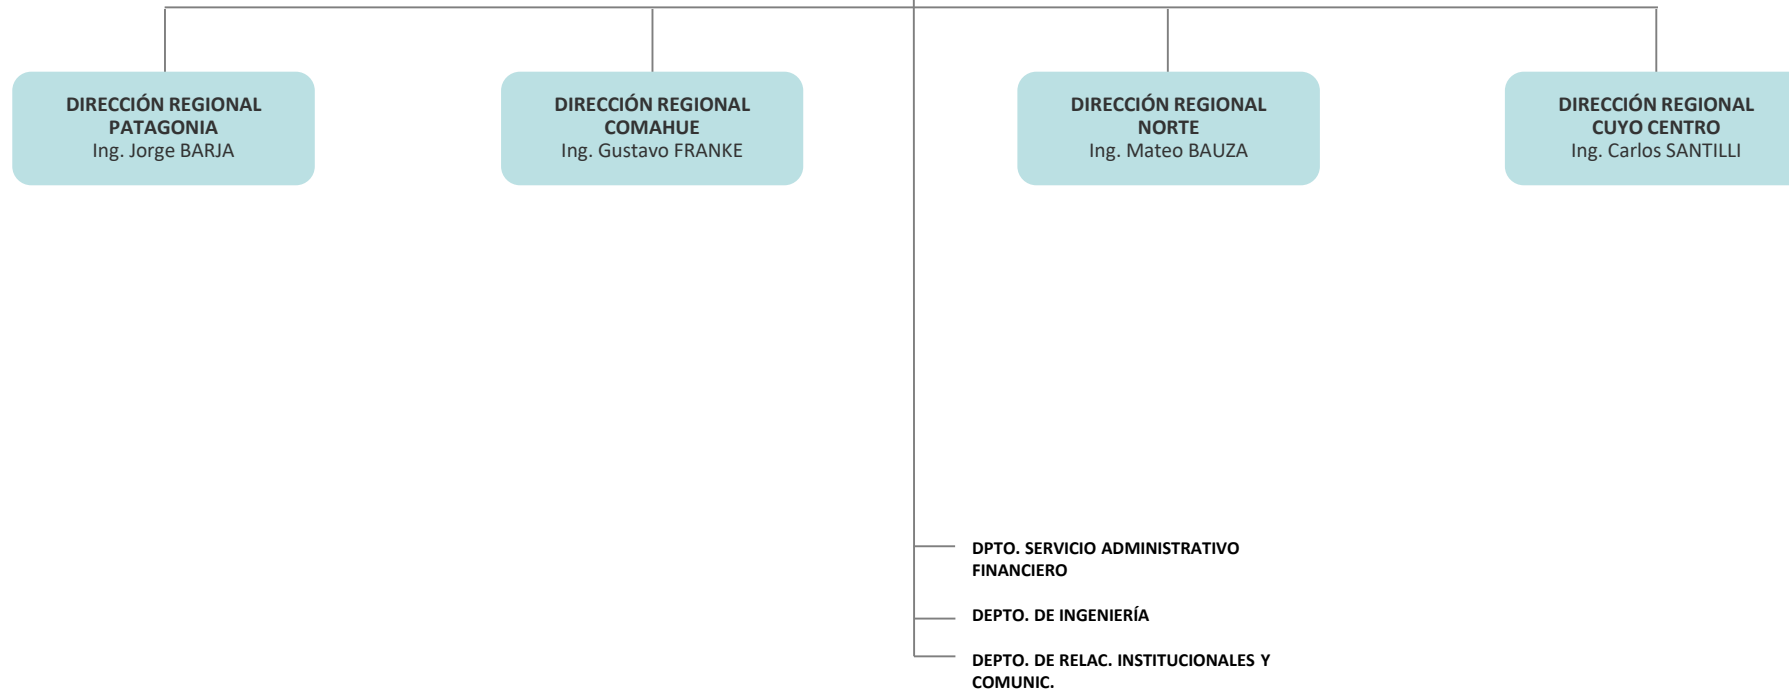 DIRECCIÓN REGIONAL
PATAGONIA
Ing. Jorge BARJA
DIRECCIÓN REGIONAL
COMAHUE
Ing. Gustavo FRANKE
DIRECCIÓN REGIONAL
NORTE
Ing. Mateo BAUZA
DIRECCIÓN REGIONAL
CUYO CENTRO
Ing. Carlos SANTILLI
DPTO. SERVICIO ADMINISTRATIVO
FINANCIERO
DEPTO. DE INGENIERÍA
DEPTO. DE RELAC. INSTITUCIONALES Y
COMUNIC.